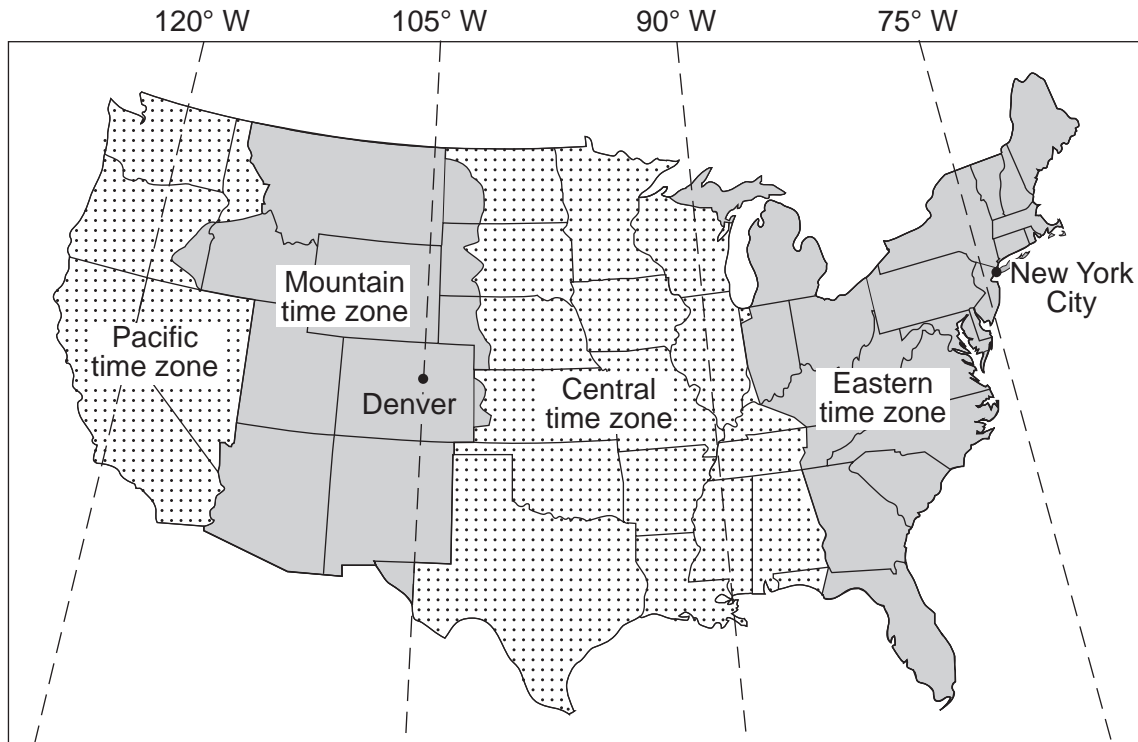 120° W
105° W
90° W
75° W
Mountain
time zone
New York
City
Pacific
time zone
Denver
Central
time zone
Eastern
time zone